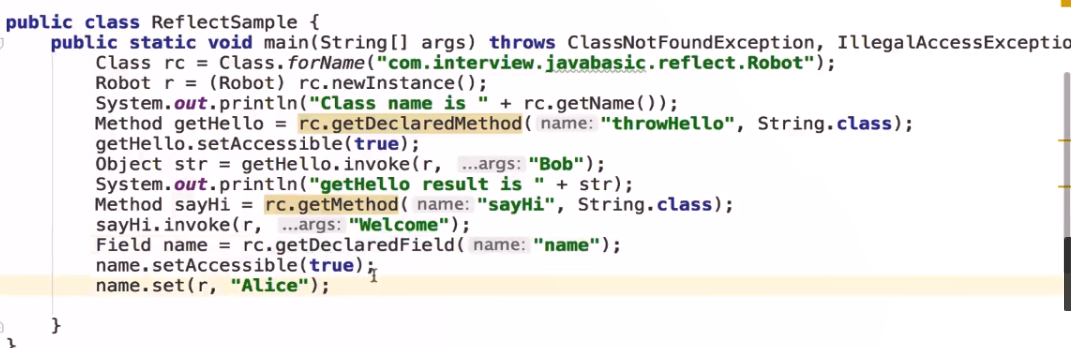 public class ReflectSample {
    public static void main(String[] args) throws ClassNotFoundException, IllegalAccessExceptio
        Class rc = Class.forName("com.interview.javabasic.reflect.Robot");
        Robot r = (Robot) rc.newInstance();
        System.out.println("Class name is " + rc.getName());
        Method getHello = rc.getDeclaredMethod( name: "throwHello", String.class);
        getHello.setAccessible(true);
        Object str = getHello.invoke(r, ...args: "Bob");
        System.out.println("getHello result is " + str);
        Method sayHi = rc.getMethod( name: "sayHi", String.class);
        sayHi.invoke(r, ...args: "Welcome");
        Field name = rc.getDeclaredField( name: "name");
        name.setAccessible(true);
        name.set(r, "Alice");
    }
}